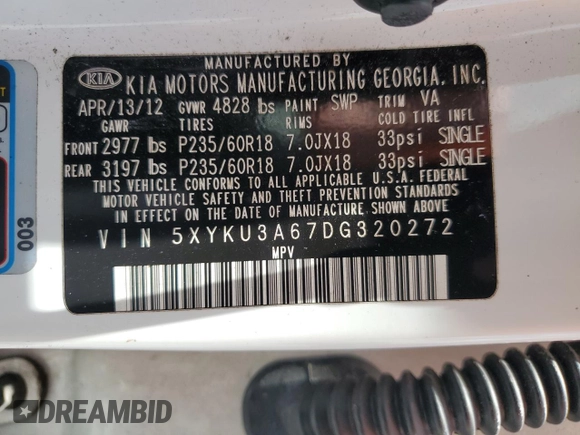 MANUFACTURED BY
KIA KIA MOTORS MANUFACTURING GEORGIA, INC.
APR/13/12 GVWR 4828 lbs PAINT SWP TRIM VA
GAWR TIRES RIMS COLD TIRE INFL
FRONT 2977 lbs P235/60R18 7.0JX18 33psi SINGLE
REAR 3197 lbs P235/60R18 7.0JX18 33psi SINGLE
THIS VEHICLE CONFORMS TO ALL APPLICABLE U.S.A. FEDERAL
MOTOR VEHICLE SAFETY AND THEFT PREVENTION STANDARDS
IN EFFECT ON THE DATE OF MANUFACTURE SHOWN ABOVE
VIN 5XYKU3A67DG320272
MPV
003
DREAMBID